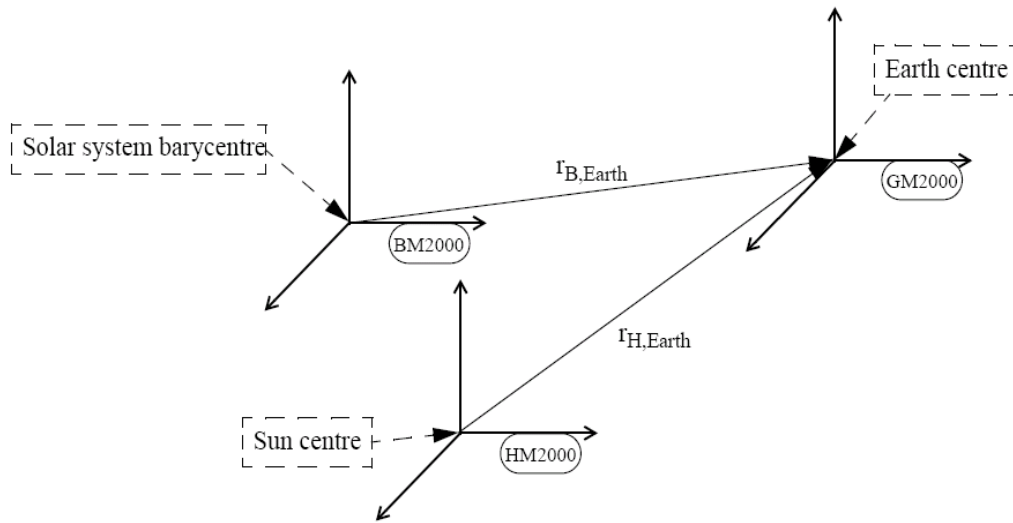 Earth centre
Solar system barycentre
r_B,Earth
GM2000
BM2000
r_H,Earth
Sun centre
HM2000